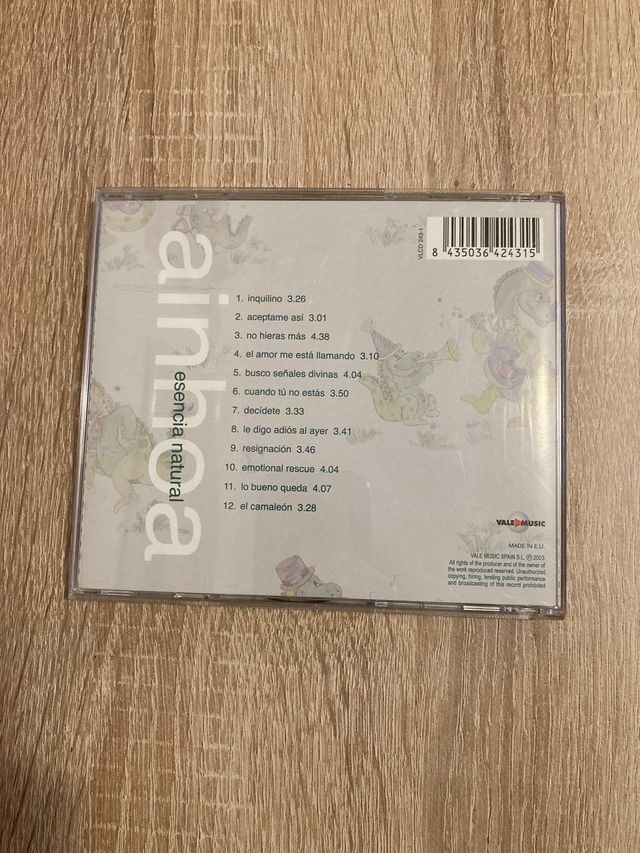 ainhoa
esencia natural
1. inquilino 3.26
2. aceptame así 3.01
3. no hieras más 4.38
4. el amor me está llamando 3.10
5. busco señales divinas 4.04
6. cuando tú no estás 3.50
7. decídete 3.33
8. le digo adiós al ayer 3.41
9. resignación 3.46
10. emotional rescue 4.04
11. lo bueno queda 4.07
12. el camaleón 3.28
VLCD 243-1
8 435036 424315
VALE MUSIC
MADE IN E.U.
VALE MUSIC SPAIN S.L. ℗ 2003.
All rights of the producer and of the owner of
the work reproduced reserved. Unauthorized
copying, hiring, lending public performance
and broadcasting of this record prohibited